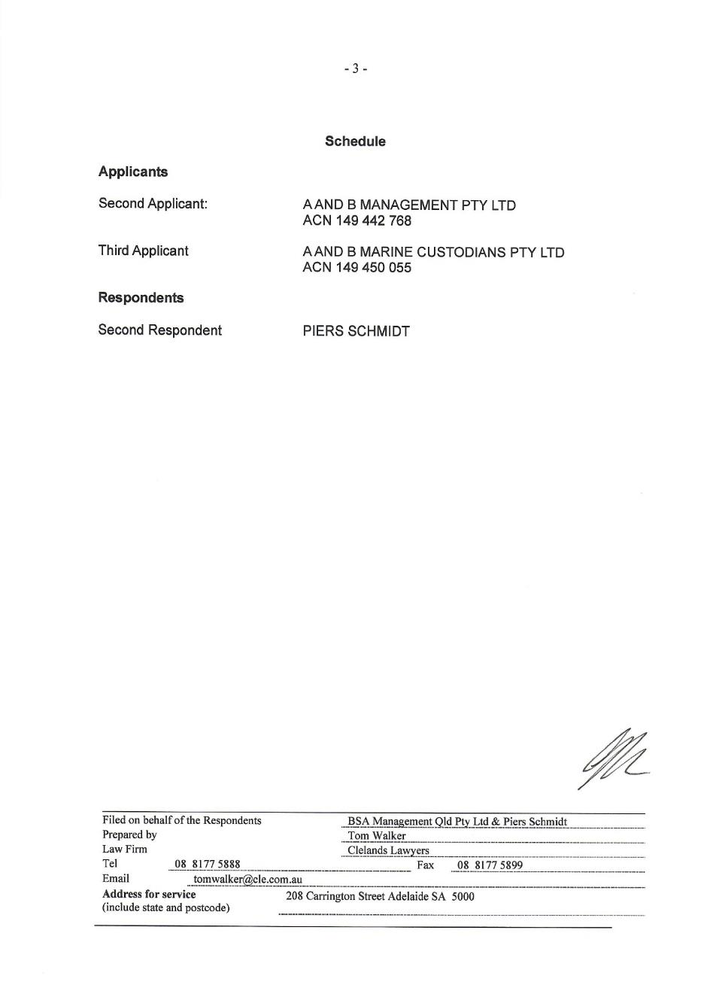 - 3 -
Schedule
Applicants
Second Applicant: A AND B MANAGEMENT PTY LTD
ACN 149 442 768
Third Applicant A AND B MARINE CUSTODIANS PTY LTD
ACN 149 450 055
Respondents
Second Respondent PIERS SCHMIDT
Filed on behalf of the Respondents BSA Management Qld Pty Ltd & Piers Schmidt
Prepared by Tom Walker
Law Firm Clelands Lawyers
Tel 08 8177 5888 Fax 08 8177 5899
Email tomwalker@cle.com.au
Address for service 208 Carrington Street Adelaide SA 5000
(include state and postcode)